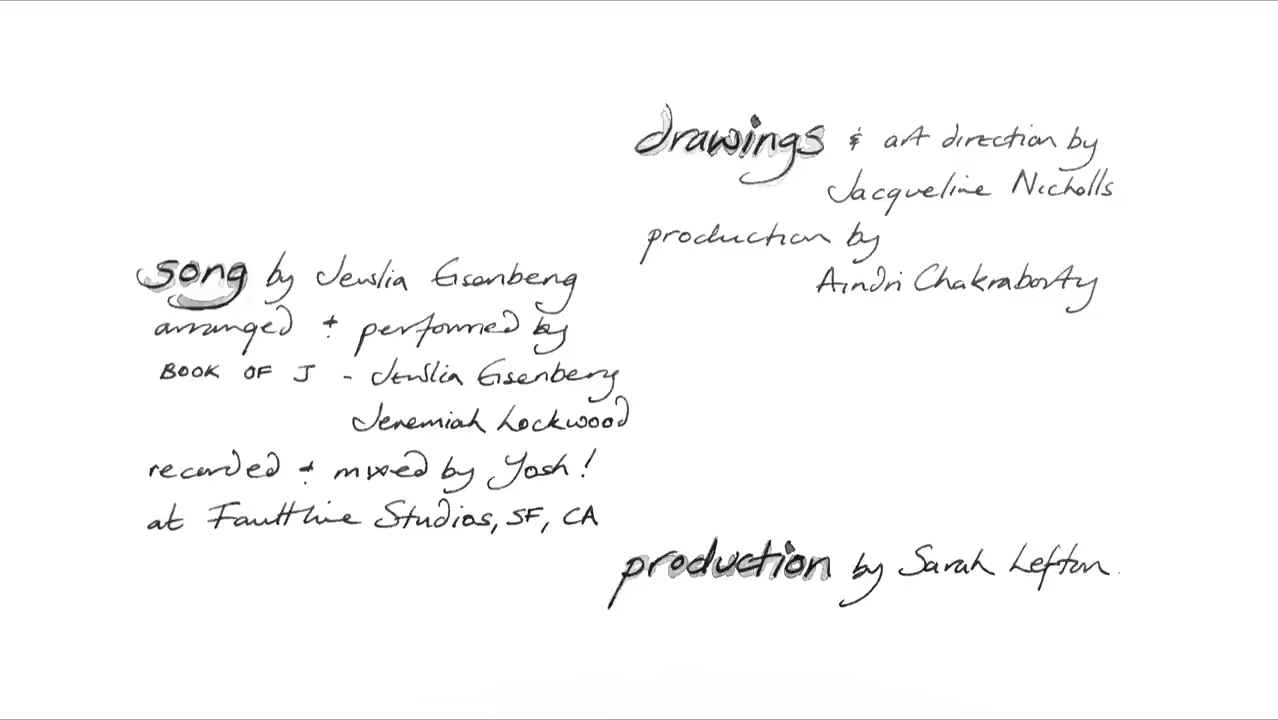 drawings & art direction by
Jacqueline Nicholls
production by
Aindri Chakraborty
song by Jewlia Eisenberg
arranged + performed by
BOOK OF J - Jewlia Eisenberg
Jeremiah Lockwood
recorded + mixed by Yosh!
at Faultline Studios, SF, CA
production by Sarah Lefton